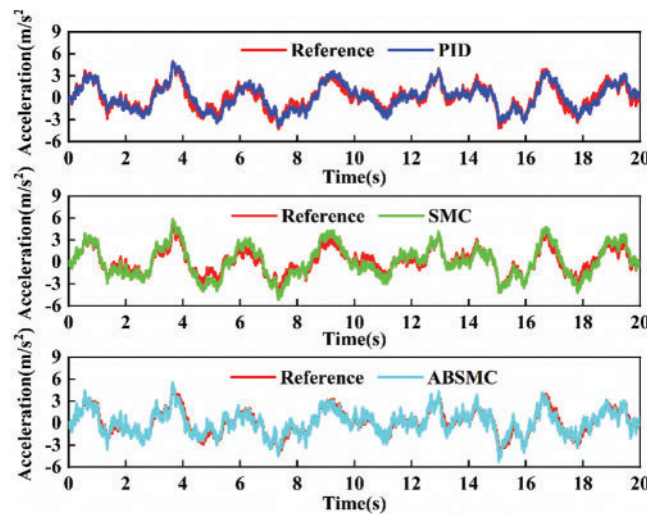 Acceleration(m/s²)
9
6
3
0
-3
-6
Reference PID
0 2 4 6 8 10 12 14 16 18 20
Time(s)
Acceleration(m/s²)
9
6
3
0
-3
-6
Reference SMC
0 2 4 6 8 10 12 14 16 18 20
Time(s)
Acceleration(m/s²)
9
6
3
0
-3
-6
Reference ABSMC
0 2 4 6 8 10 12 14 16 18 20
Time(s)